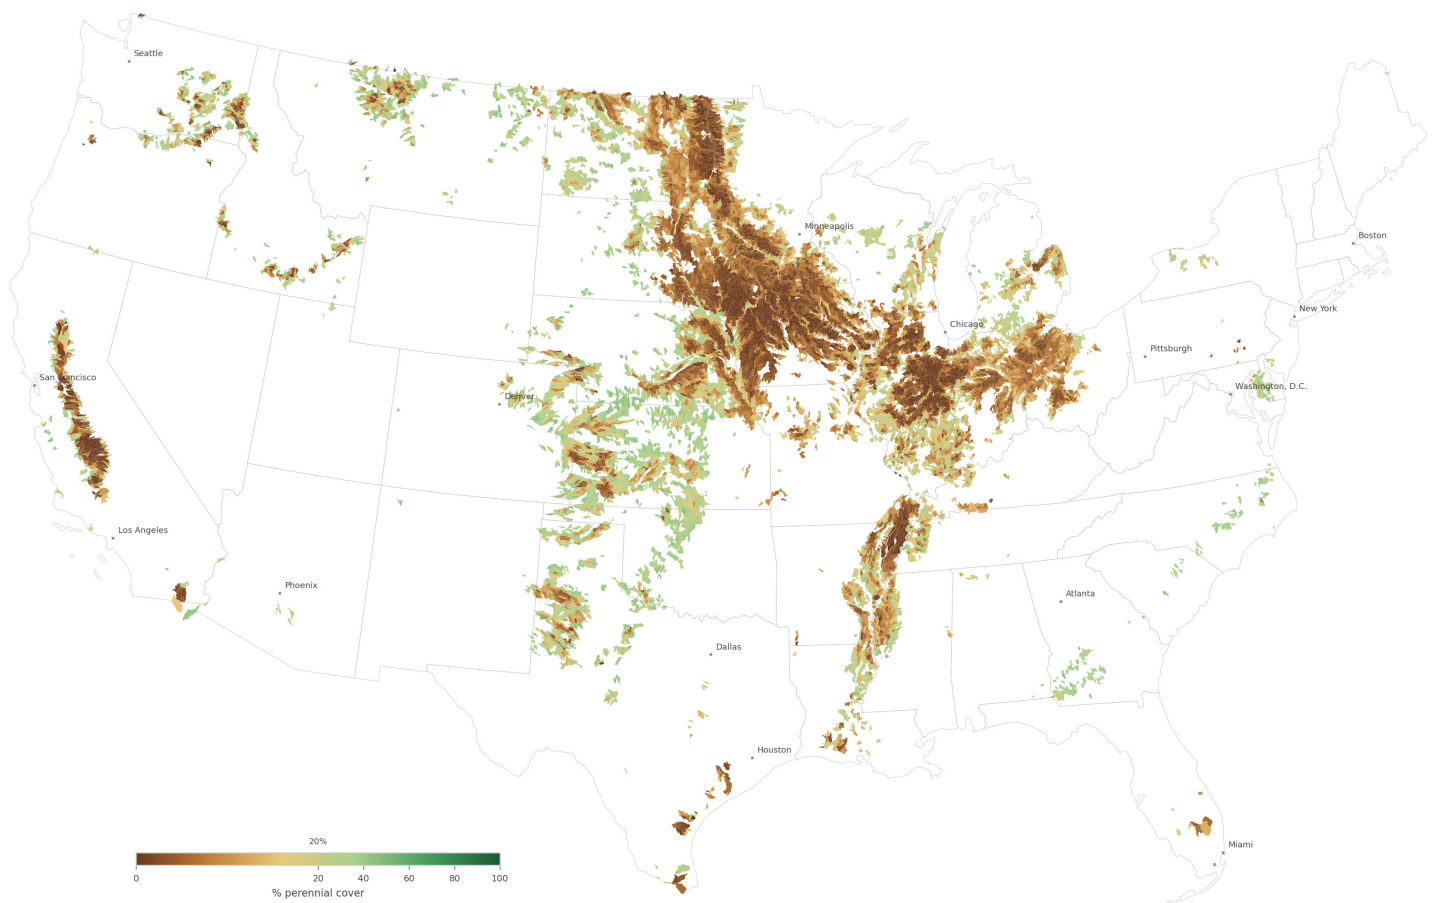 Seattle
Minneapolis
Boston
New York
Chicago
Pittsburgh
San Francisco
Washington, D.C.
Denver
Los Angeles
Phoenix
Atlanta
Dallas
Houston
Miami
20%
0 20 40 60 80 100
% perennial cover